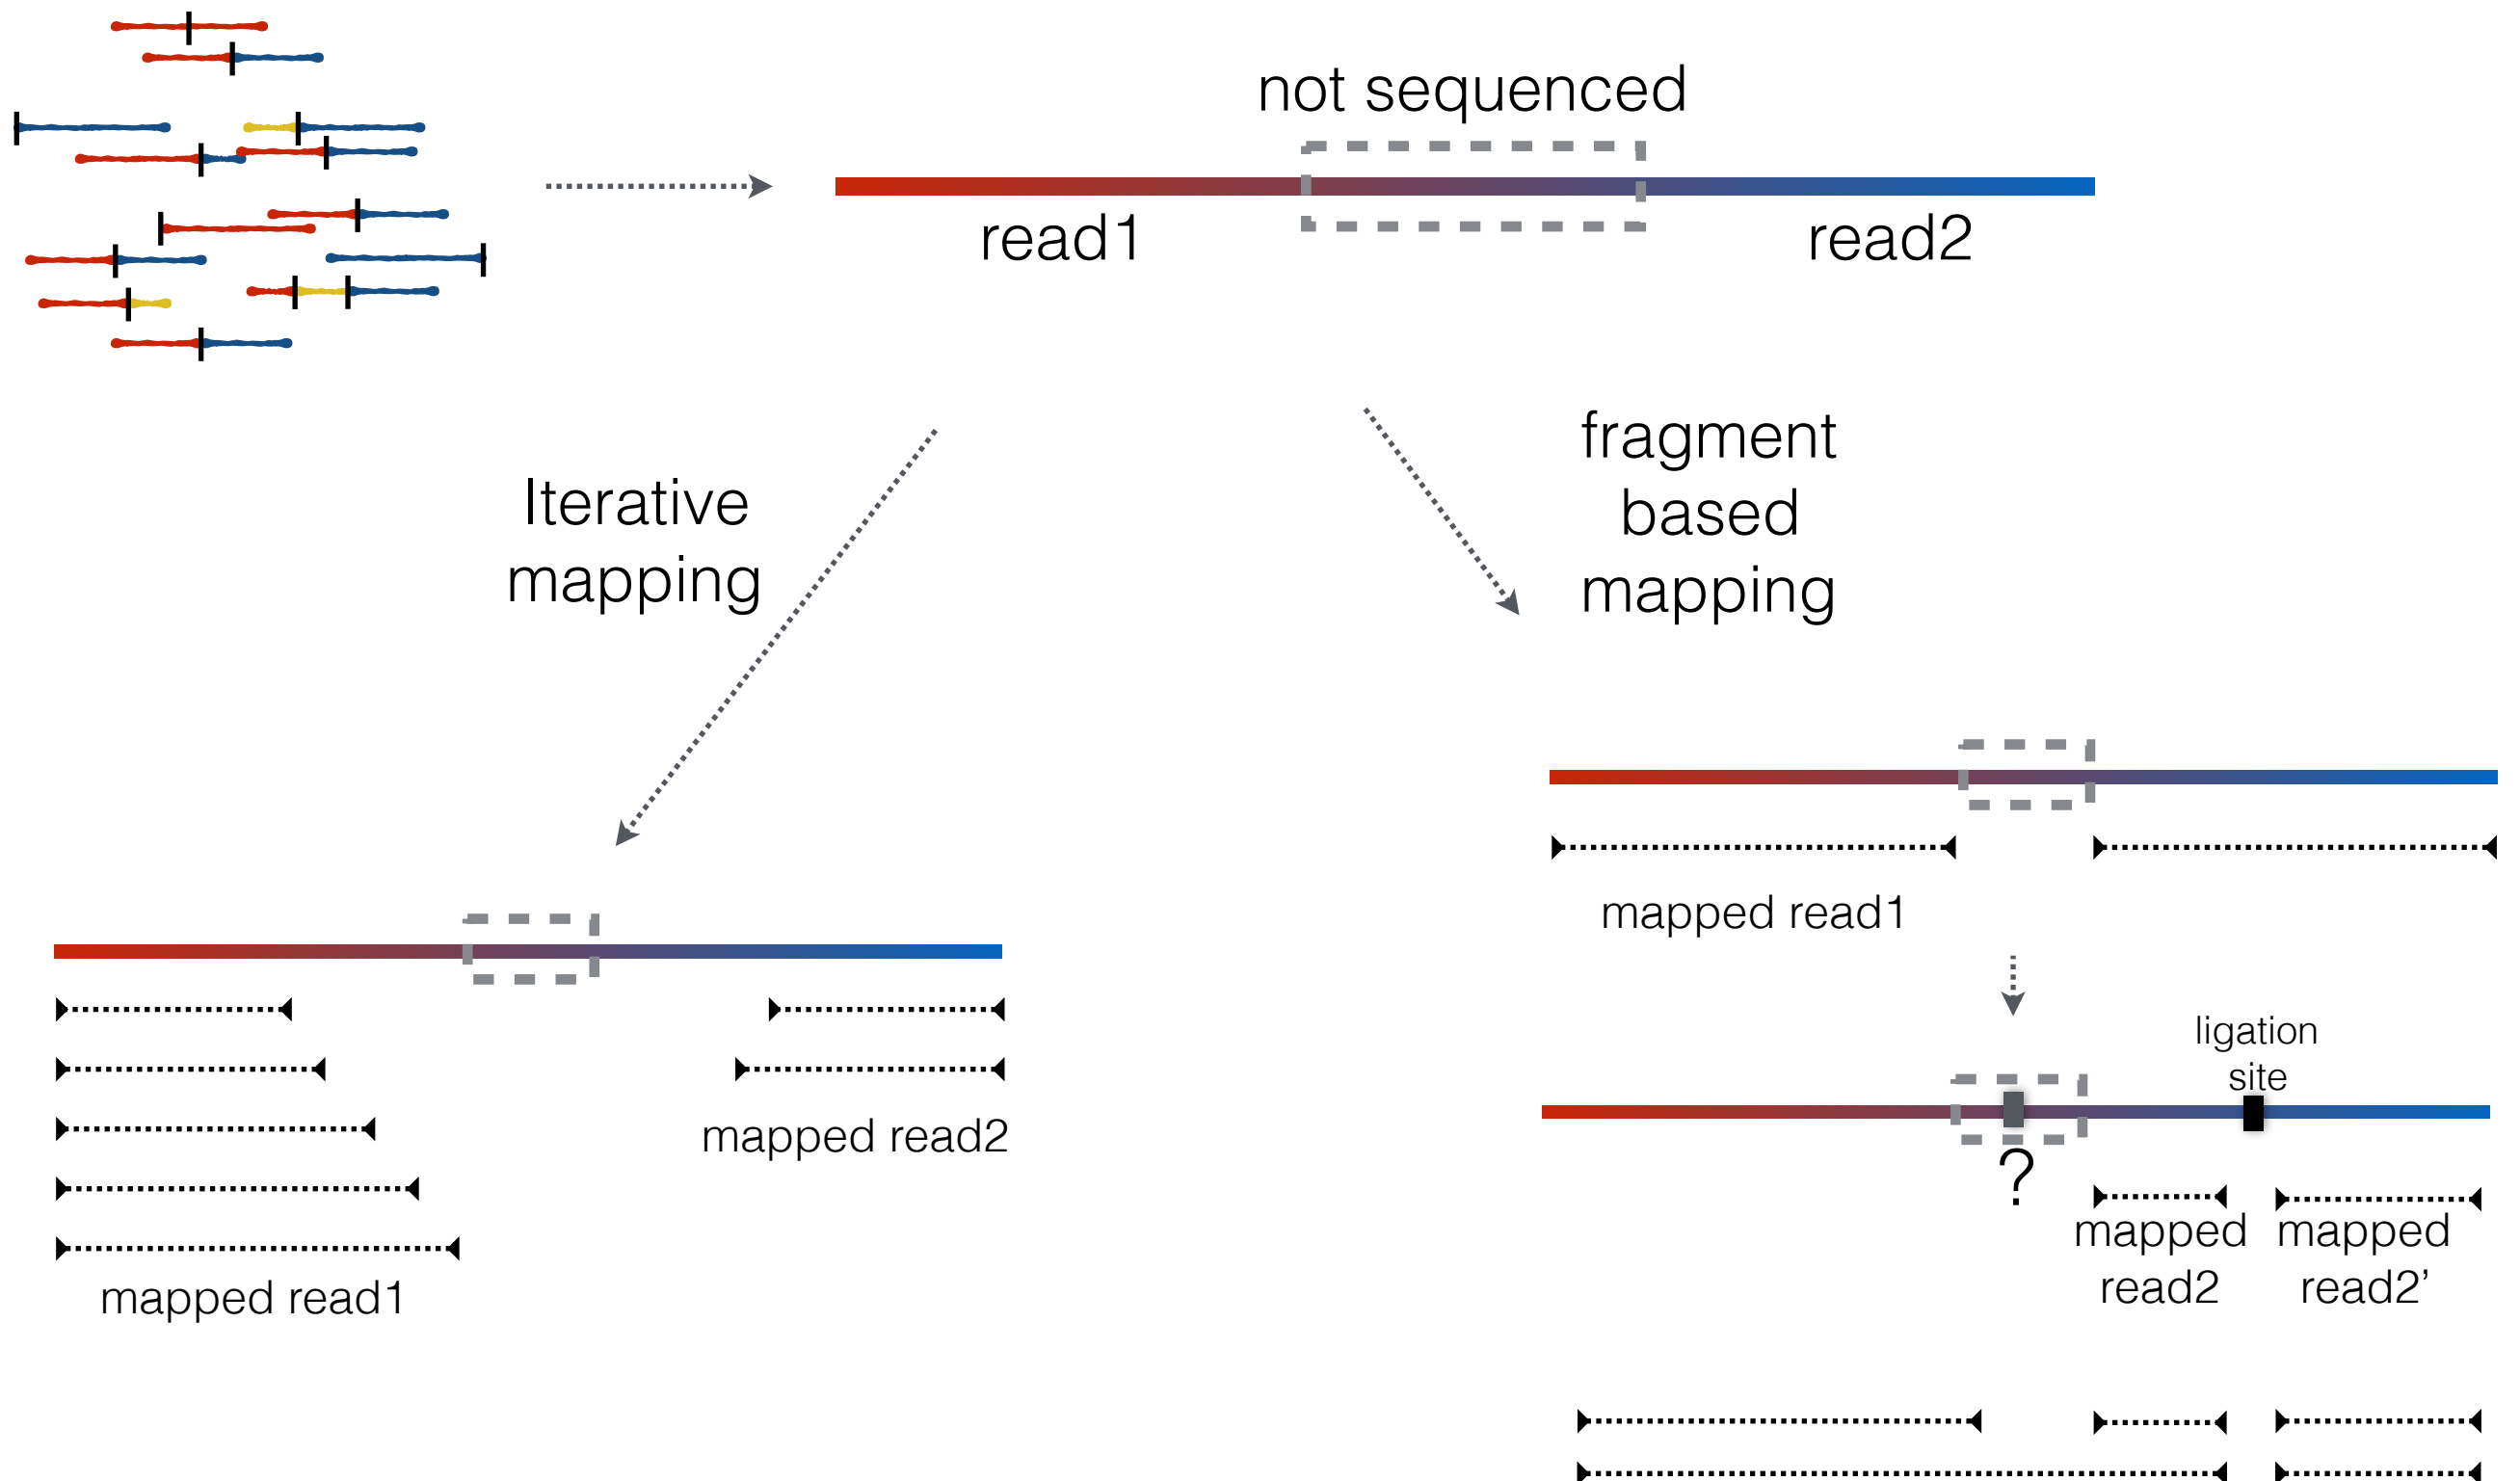 not sequenced
read1
read2
Iterative
mapping
fragment
based
mapping
mapped read1
mapped read2
mapped read1
ligation
site
?
mapped
read2
mapped
read2’